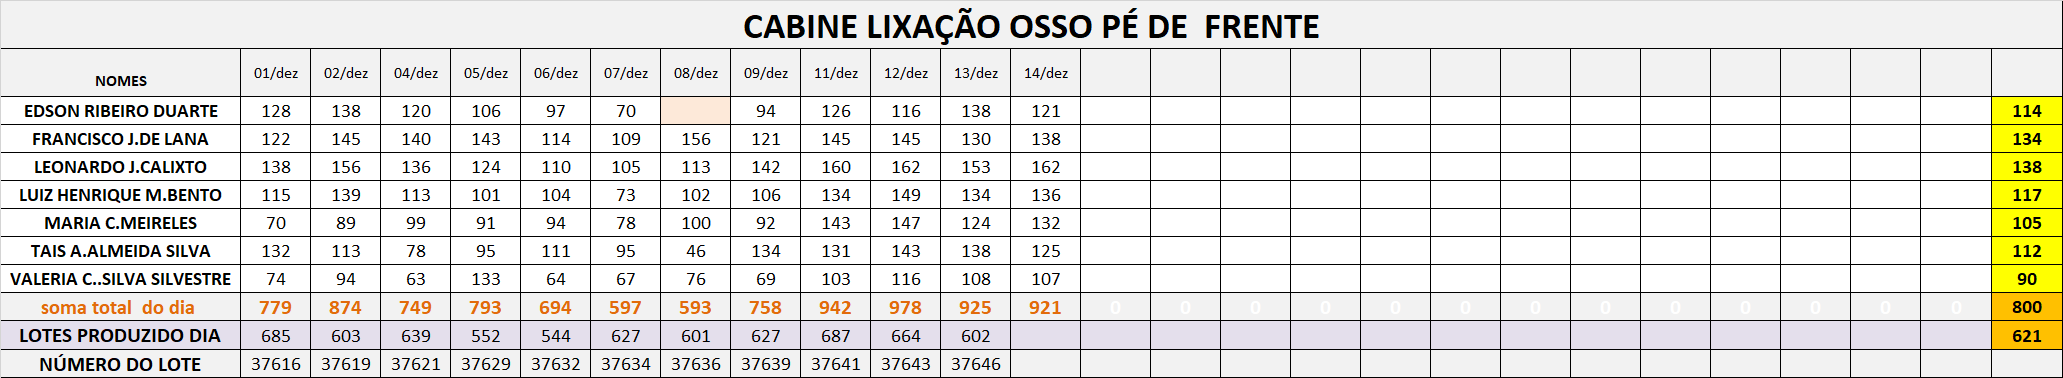 CABINE LIXAÇÃO OSSO PÉ DE FRENTE
NOMES 01/dez 02/dez 04/dez 05/dez 06/dez 07/dez 08/dez 09/dez 11/dez 12/dez 13/dez 14/dez
EDSON RIBEIRO DUARTE 128 138 120 106 97 70 94 126 116 138 121 114
FRANCISCO J.DE LANA 122 145 140 143 114 109 156 121 145 145 130 138 134
LEONARDO J.CALIXTO 138 156 136 124 110 105 113 142 160 162 153 162 138
LUIZ HENRIQUE M.BENTO 115 139 113 101 104 73 102 106 134 149 134 136 117
MARIA C.MEIRELES 70 89 99 91 94 78 100 92 143 147 124 132 105
TAIS A.ALMEIDA SILVA 132 113 78 95 111 95 46 134 131 143 138 125 112
VALERIA C..SILVA SILVESTRE 74 94 63 133 64 67 76 69 103 116 108 107 90
soma total do dia 779 874 749 793 694 597 593 758 942 978 925 921 0 0 0 0 0 0 0 0 0 0 0 0 0 800
LOTES PRODUZIDO DIA 685 603 639 552 544 627 601 627 687 664 602 621
NÚMERO DO LOTE 37616 37619 37621 37629 37632 37634 37636 37639 37641 37643 37646